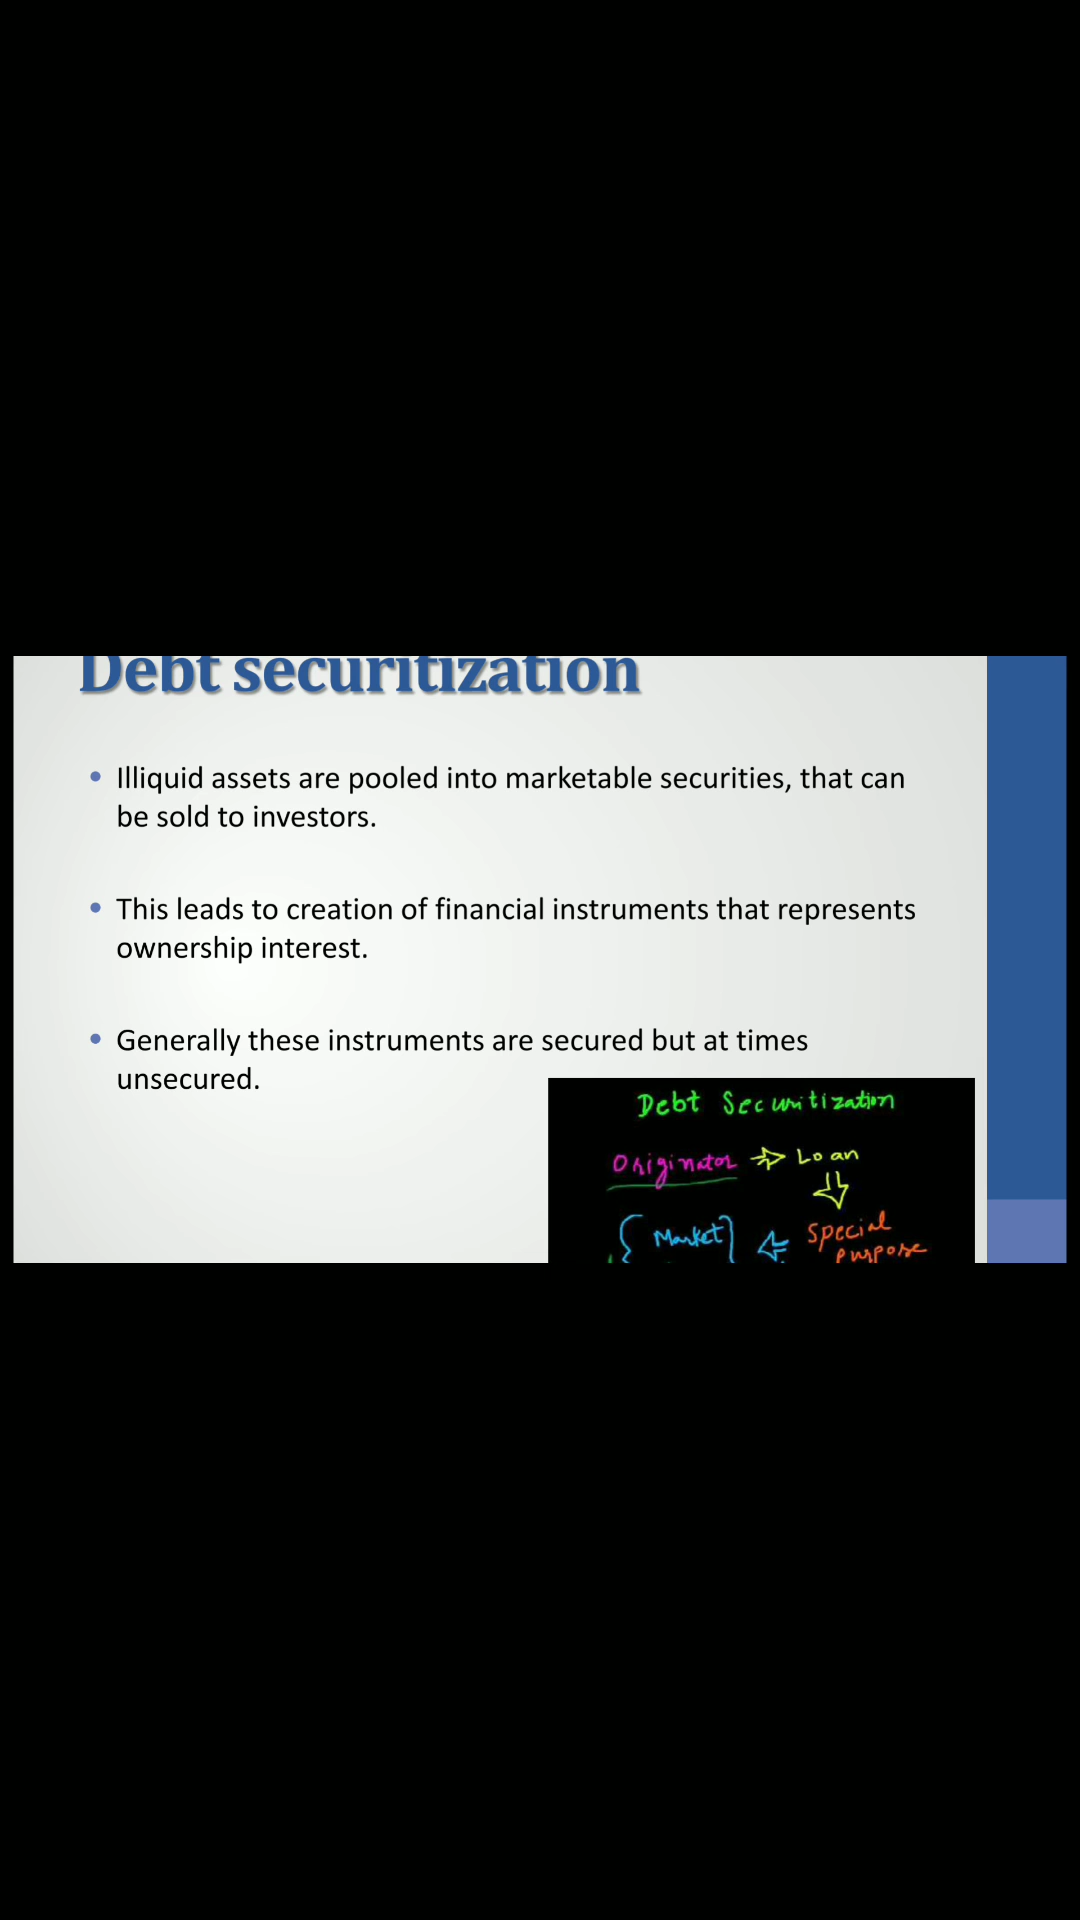 Debt securitization
• Illiquid assets are pooled into marketable securities, that can
be sold to investors.
• This leads to creation of financial instruments that represents
ownership interest.
• Generally these instruments are secured but at times
unsecured.
Debt Securitization
Originator ⇒ Loan
Market Special
purpose